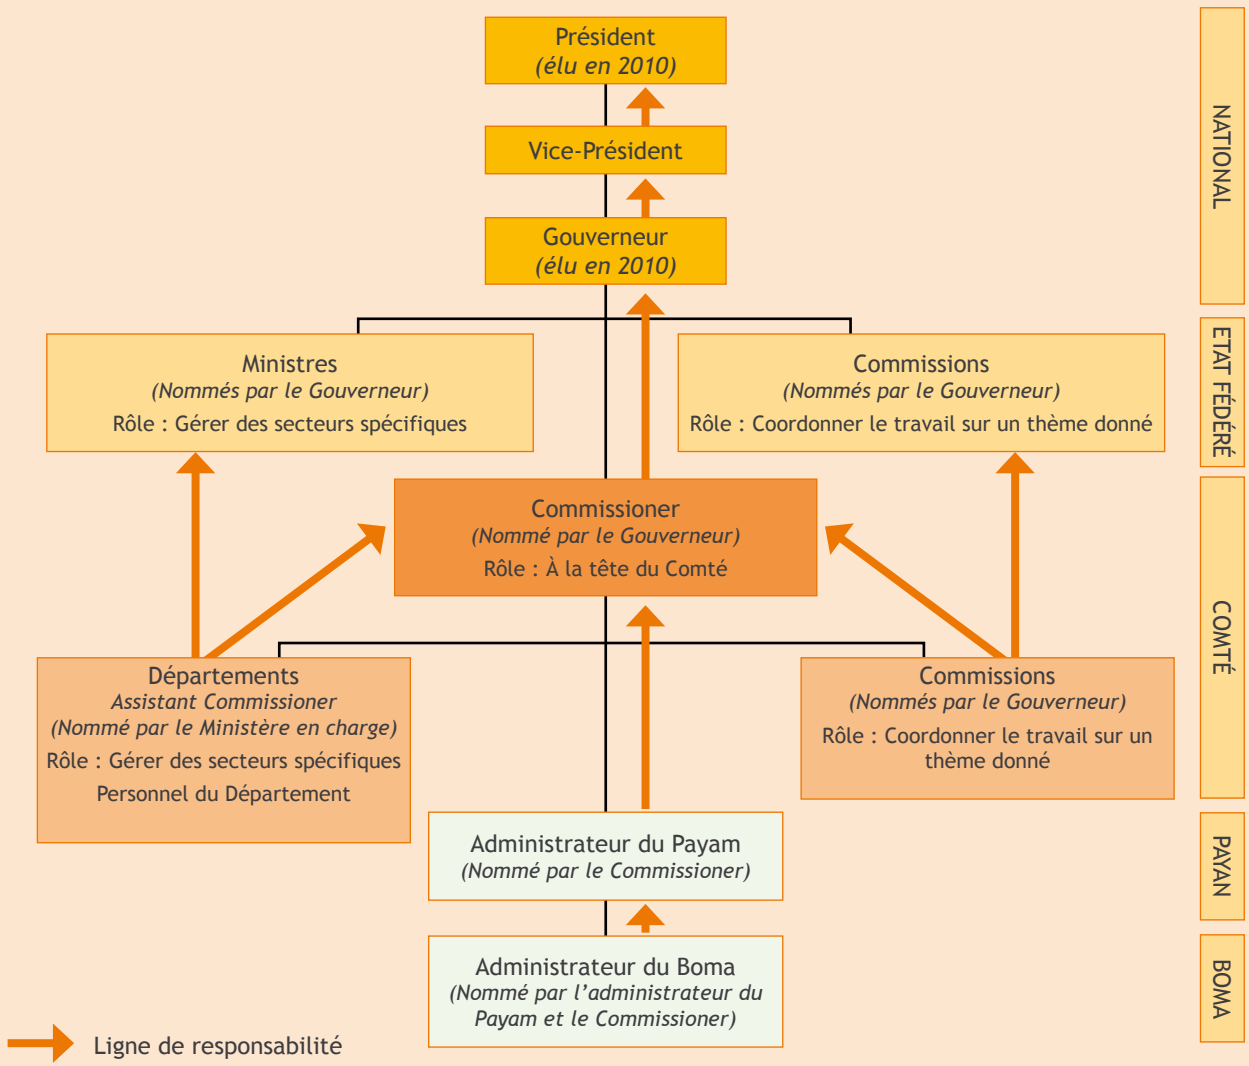 Président
(élu en 2010)
Vice-Président
Gouverneur
(élu en 2010)
NATIONAL
Ministres
(Nommés par le Gouverneur)
Rôle : Gérer des secteurs spécifiques
Commissions
(Nommés par le Gouverneur)
Rôle : Coordonner le travail sur un thème donné
ETAT FÉDÉRÉ
Commissioner
(Nommé par le Gouverneur)
Rôle : À la tête du Comté
Départements
Assistant Commissioner
(Nommé par le Ministère en charge)
Rôle : Gérer des secteurs spécifiques
Personnel du Département
Commissions
(Nommés par le Gouverneur)
Rôle : Coordonner le travail sur un
thème donné
COMTÉ
Administrateur du Payam
(Nommé par le Commissioner)
PAYAN
Administrateur du Boma
(Nommé par l’administrateur du
Payam et le Commissioner)
BOMA
Ligne de responsabilité